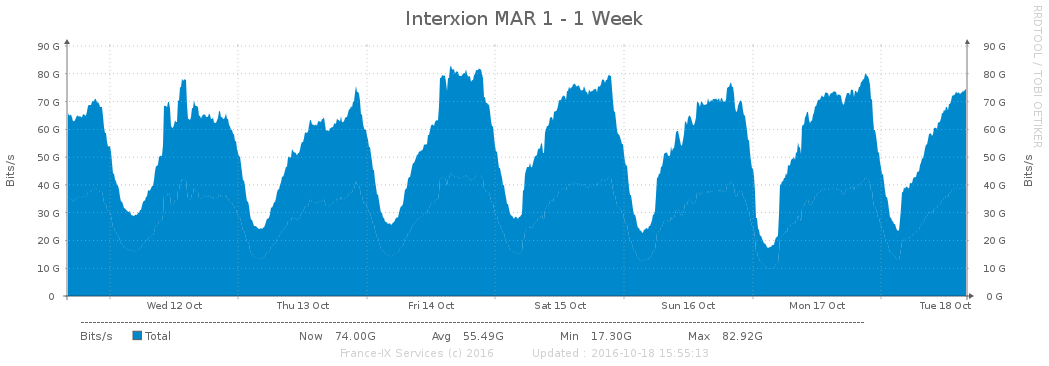 Interxion MAR 1 - 1 Week
RRDTOOL / TOBI OETIKER
Bits/s
90 G 90 G
80 G 80 G
70 G 70 G
60 G 60 G
50 G 50 G
40 G 40 G
30 G 30 G
20 G 20 G
10 G 10 G
0 0 G
Bits/s
Wed 12 Oct Thu 13 Oct Fri 14 Oct Sat 15 Oct Sun 16 Oct Mon 17 Oct Tue 18 Oct
Bits/s Total Now 74.00G Avg 55.49G Min 17.30G Max 82.92G
France-IX Services (c) 2016 Updated : 2016-10-18 15:55:13